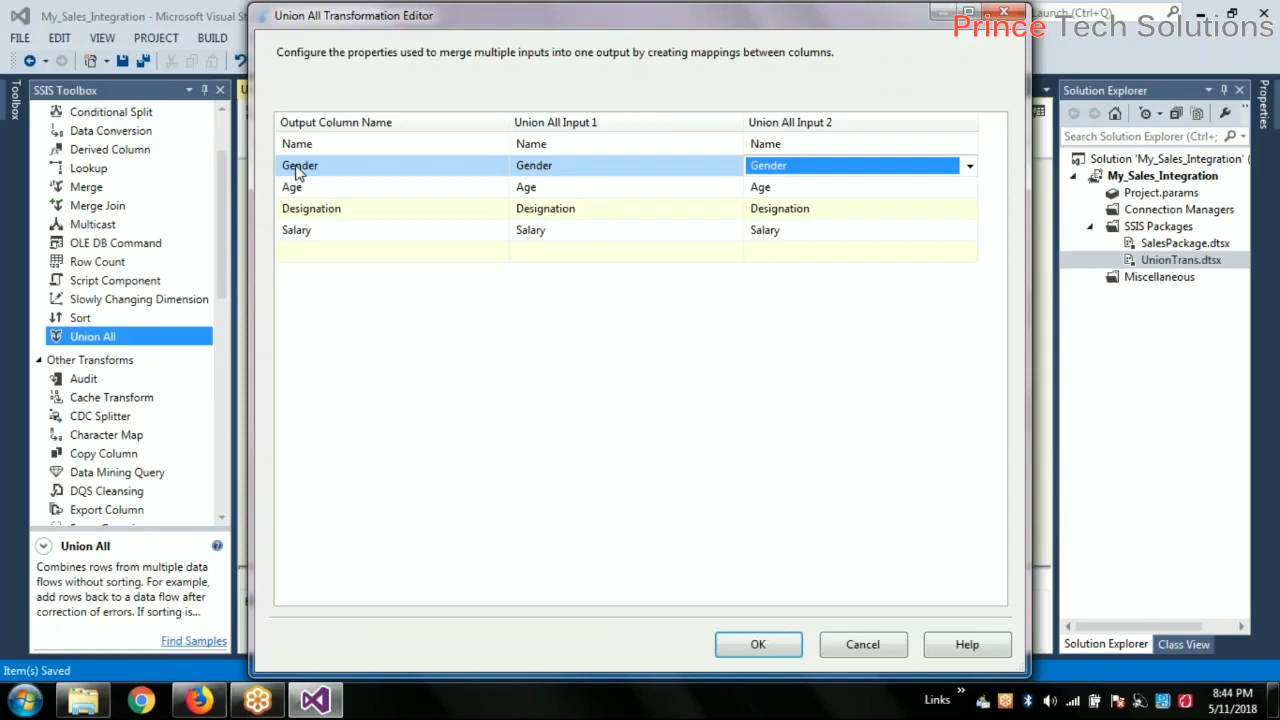 My_Sales_Integration - Microsoft Visual St
Launch (Ctrl+Q)
Prince Tech Solutions
FILE EDIT VIEW PROJECT BUILD
Toolbox
SSIS Toolbox
Conditional Split
Data Conversion
Derived Column
Lookup
Merge
Merge Join
Multicast
OLE DB Command
Row Count
Script Component
Slowly Changing Dimension
Sort
Union All
Other Transforms
Audit
Cache Transform
CDC Splitter
Character Map
Copy Column
Data Mining Query
DQS Cleansing
Export Column
Union All
Combines rows from multiple data
flows without sorting. For example,
add rows back to a data flow after
correction of errors. If sorting is...
Find Samples
Item(s) Saved
Union All Transformation Editor
Configure the properties used to merge multiple inputs into one output by creating mappings between columns.
Output Column Name Union All Input 1 Union All Input 2
Name Name Name
Gender Gender Gender
Age Age Age
Designation Designation Designation
Salary Salary Salary
OK Cancel Help
Solution Explorer
Search Solution Explorer (Ctrl+;
Solution 'My_Sales_Integration' (
My_Sales_Integration
Project.params
Connection Managers
SSIS Packages
SalesPackage.dtsx
UnionTrans.dtsx
Miscellaneous
Solution Explorer Class View
Properties
Links
8:44 PM
5/11/2018